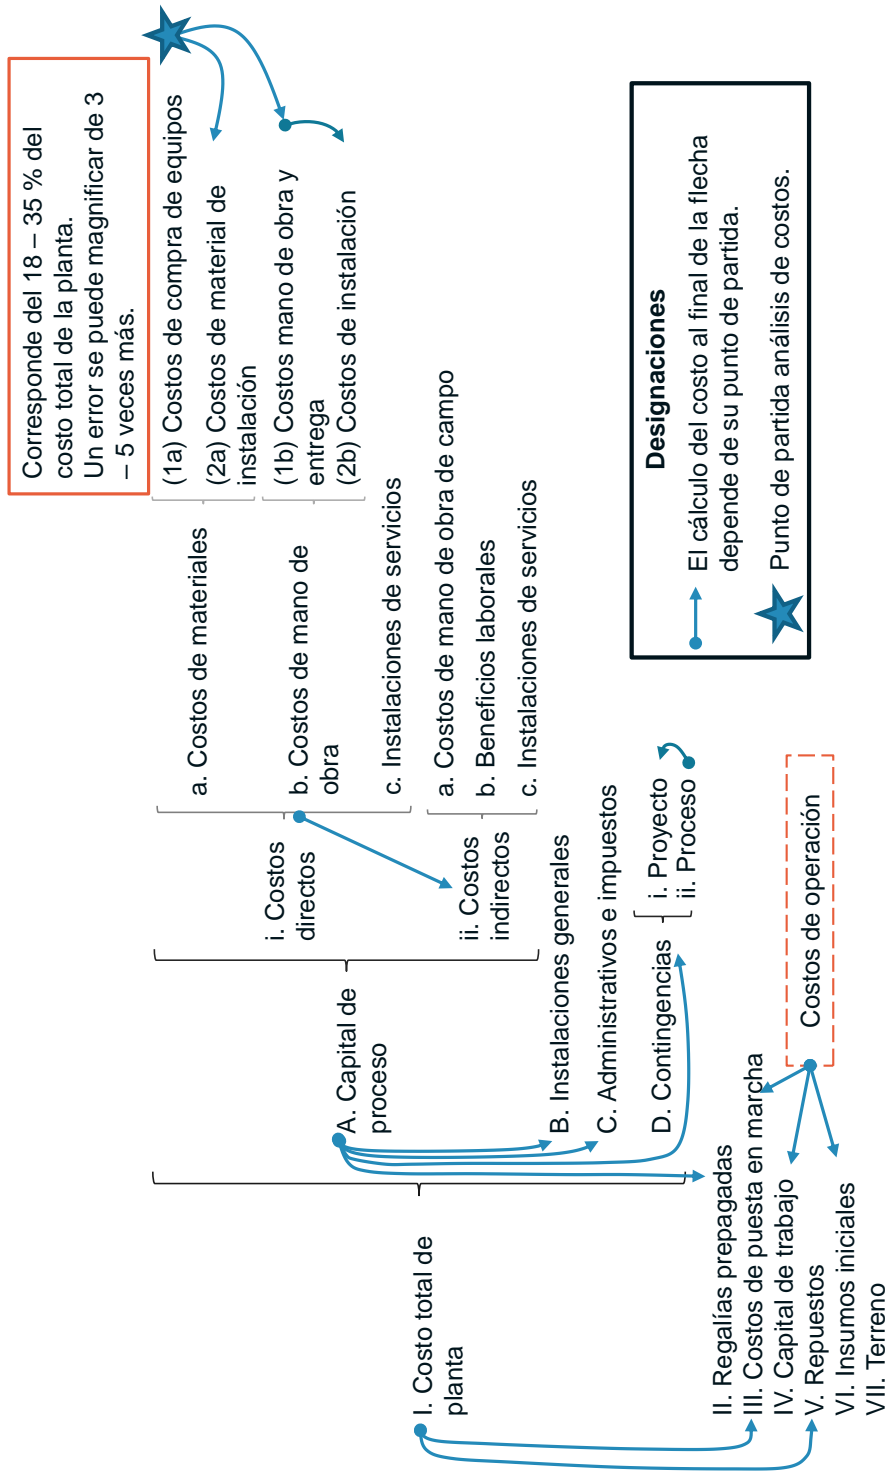 Corresponde del 18 – 35 % del
costo total de la planta.
Un error se puede magnificar de 3
– 5 veces más.
I. Costo total de
planta
A. Capital de
proceso
i. Costos
directos
a. Costos de materiales
(1a) Costos de compra de equipos
(2a) Costos de material de
instalación
b. Costos de mano de
obra
(1b) Costos mano de obra y
entrega
(2b) Costos de instalación
c. Instalaciones de servicios
ii. Costos
indirectos
a. Costos de mano de obra de campo
b. Beneficios laborales
c. Instalaciones de servicios
B. Instalaciones generales
C. Administrativos e impuestos
D. Contingencias
i. Proyecto
ii. Proceso
II. Regalías prepagadas
III. Costos de puesta en marcha
IV. Capital de trabajo
V. Repuestos
VI. Insumos iniciales
VII. Terreno
Costos de operación
Designaciones
El cálculo del costo al final de la flecha
depende de su punto de partida.
Punto de partida análisis de costos.